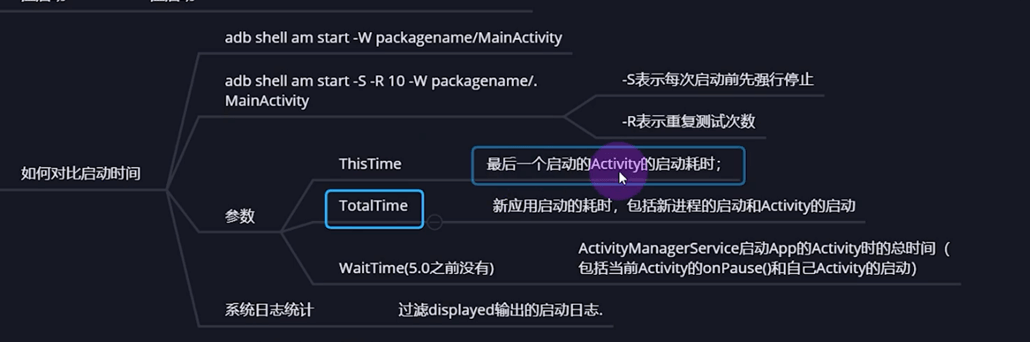 adb shell am start -W packagename/MainActivity
adb shell am start -S -R 10 -W packagename/.
MainActivity
-S表示每次启动前先强行停止
-R表示重复测试次数
如何对比启动时间
参数
ThisTime
最后一个启动的Activity的启动耗时；
TotalTime
新应用启动的耗时，包括新进程的启动和Activity的启动
WaitTime(5.0之前没有)
ActivityManagerService启动App的Activity时的总时间（
包括当前Activity的onPause()和自己Activity的启动)
系统日志统计
过滤displayed输出的启动日志.